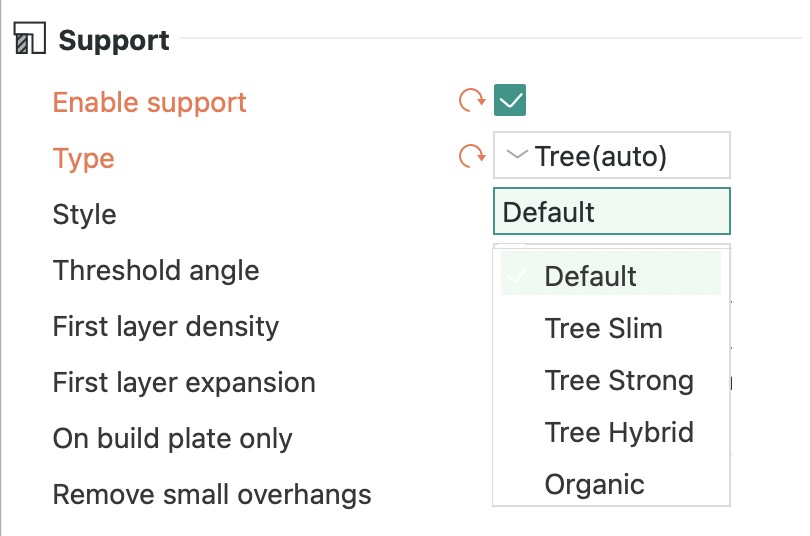 Support
Enable support
Type Tree(auto)
Style Default
Threshold angle Default
First layer density Tree Slim
First layer expansion Tree Strong
On build plate only Tree Hybrid
Remove small overhangs Organic